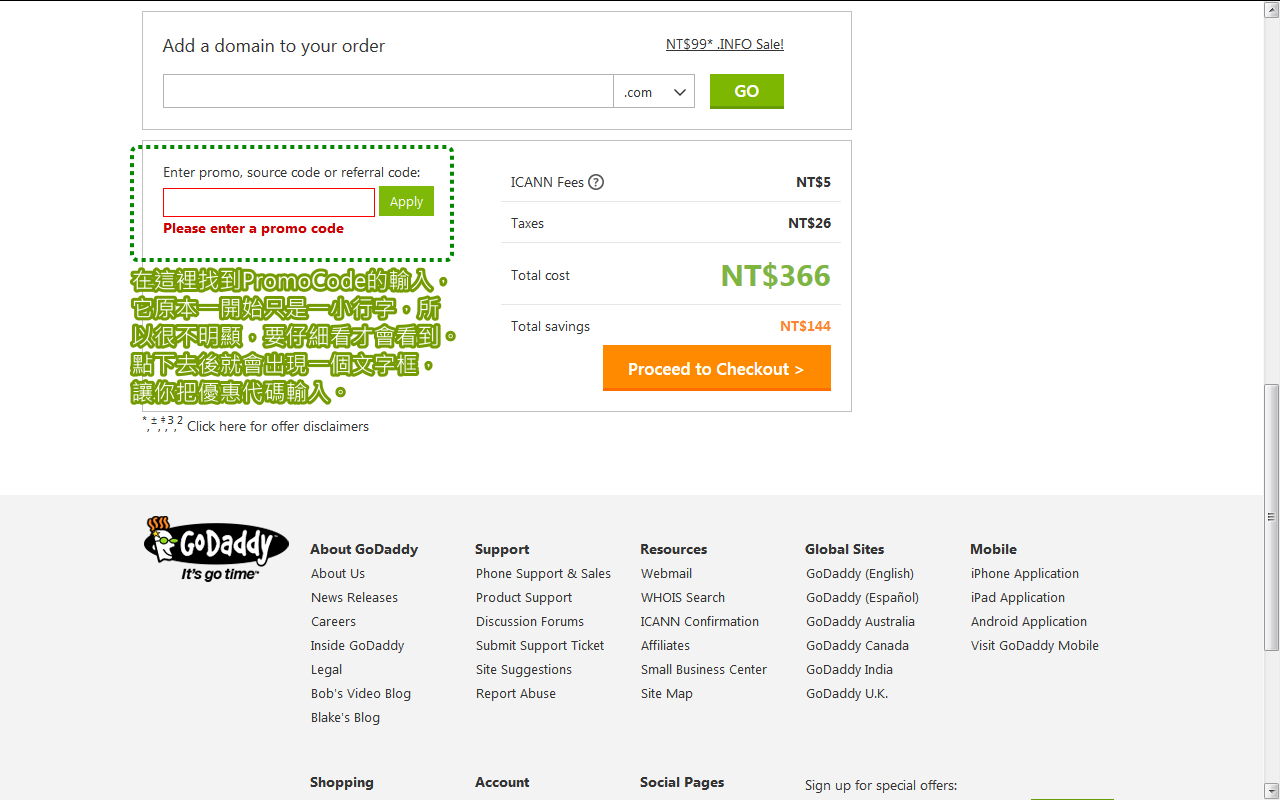 Add a domain to your order
NT$99* .INFO Sale!
.com
GO
Enter promo, source code or referral code:
Apply
Please enter a promo code
在這裡找到PromoCode的輸入，
它原本一開始只是一小行字，所
以很不明顯，要仔細看才會看到。
點下去後就會出現一個文字框，
讓你把優惠代碼輸入。
ICANN Fees ?
NT$5
Taxes
NT$26
Total cost
NT$366
Total savings
NT$144
Proceed to Checkout >
*,±,‡,3,2 Click here for offer disclaimers
GoDaddy™
It's go time™
About GoDaddy
About Us
News Releases
Careers
Inside GoDaddy
Legal
Bob's Video Blog
Blake's Blog
Support
Phone Support & Sales
Product Support
Discussion Forums
Submit Support Ticket
Site Suggestions
Report Abuse
Resources
Webmail
WHOIS Search
ICANN Confirmation
Affiliates
Small Business Center
Site Map
Global Sites
GoDaddy (English)
GoDaddy (Español)
GoDaddy Australia
GoDaddy Canada
GoDaddy India
GoDaddy U.K.
Mobile
iPhone Application
iPad Application
Android Application
Visit GoDaddy Mobile
Shopping
Account
Social Pages
Sign up for special offers: